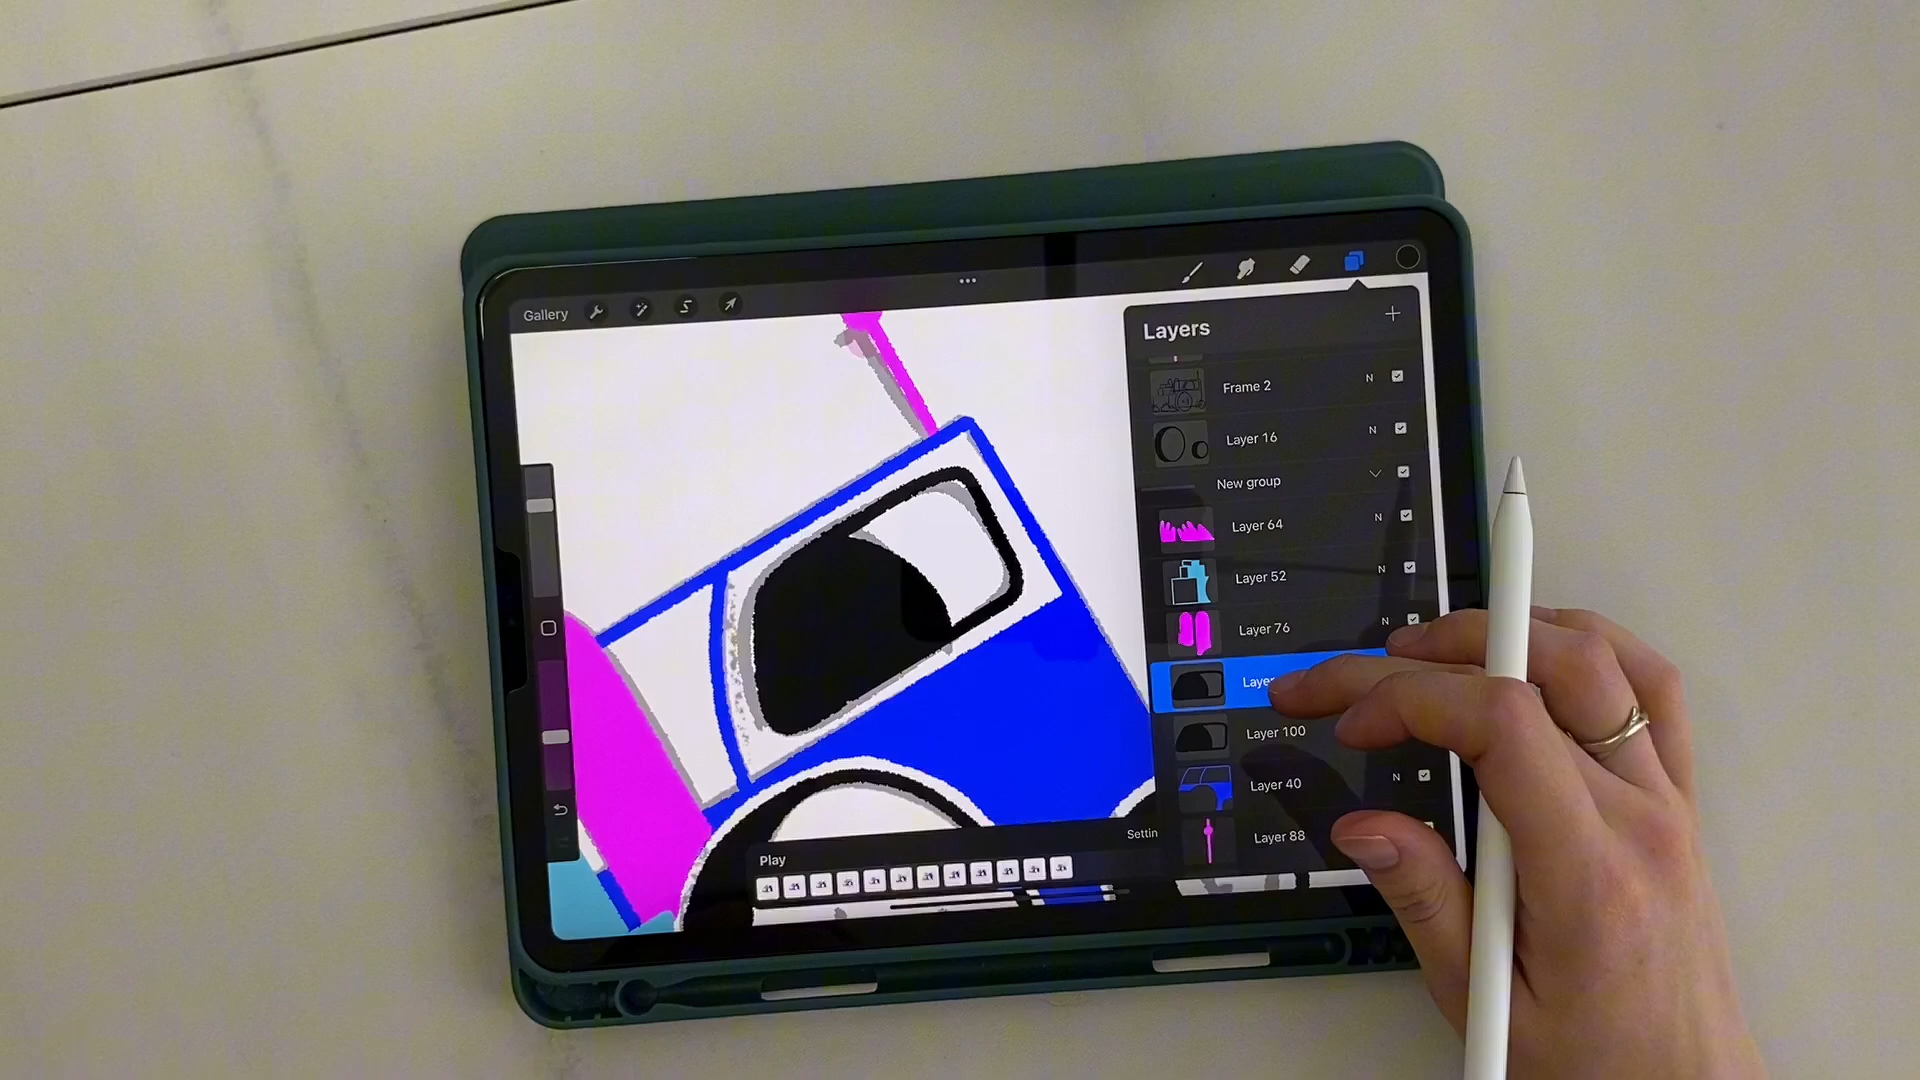 Gallery
Layers
Frame 2
N
Layer 16
N
New group
Layer 64
N
Layer 52
N
Layer 76
N
Layer 100
Layer 40
N
Layer 88
Play